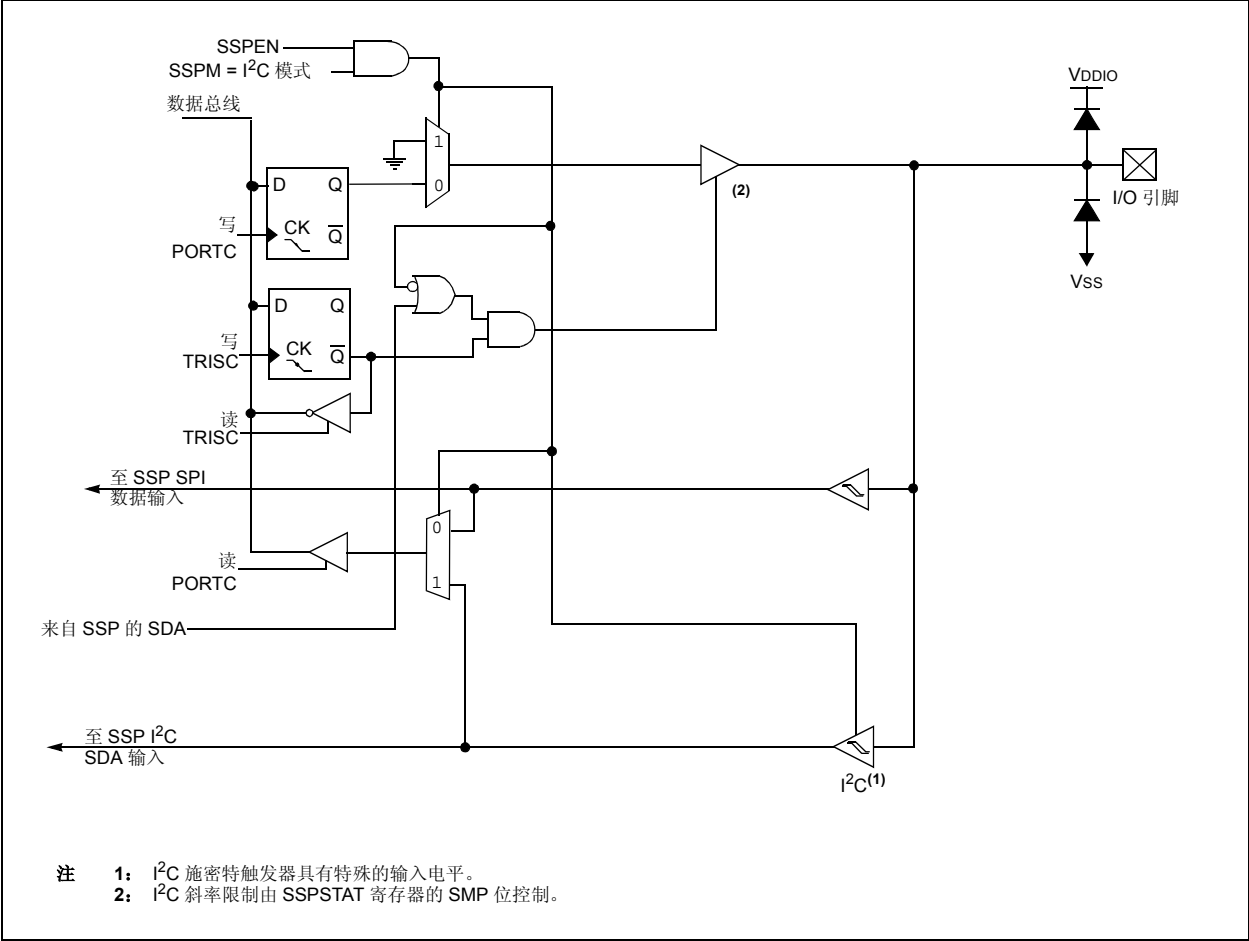 SSPEN
SSPM = I²C 模式
数据总线
VDDIO
1
0
(2)
I/O 引脚
VSS
D Q
CK Q̅
写
PORTC
D Q
CK Q̅
写
TRISC
读
TRISC
至 SSP SPI
数据输入
0
1
读
PORTC
来自 SSP 的 SDA
至 SSP I²C
SDA 输入
I²C(1)
注 1： I²C 施密特触发器具有特殊的输入电平。
2： I²C 斜率限制由 SSPSTAT 寄存器的 SMP 位控制。